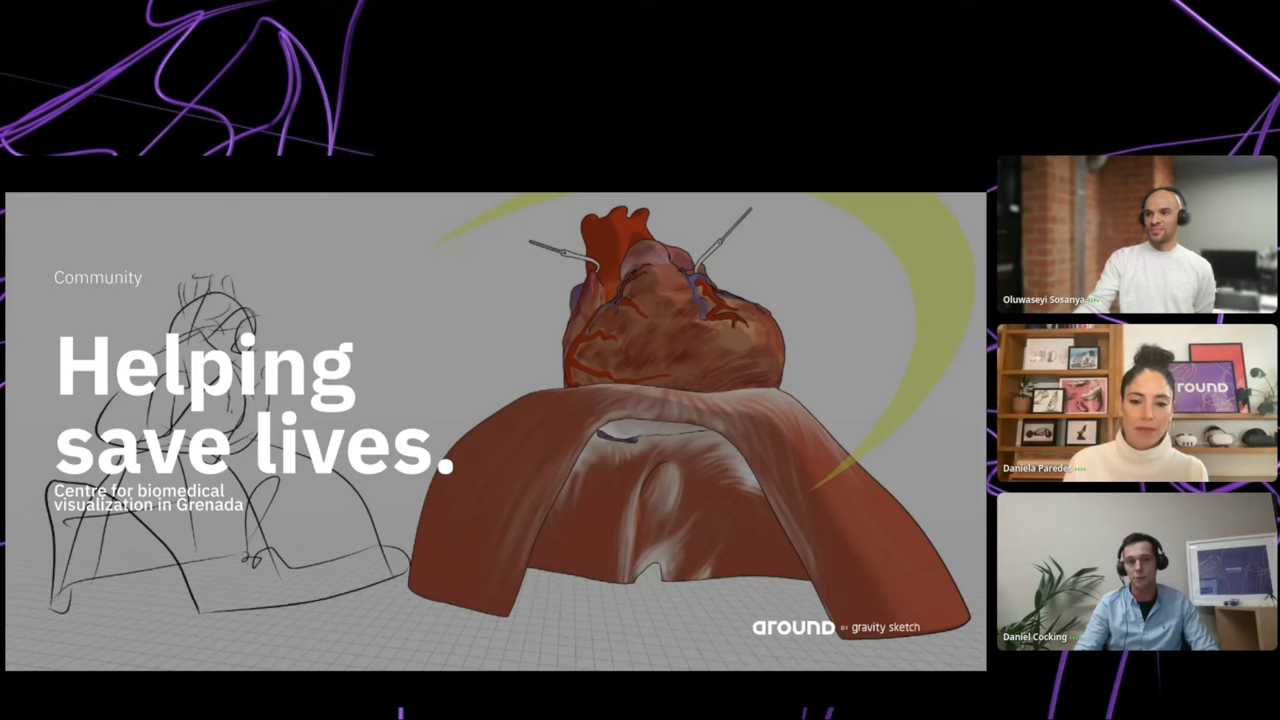 Community
Helping
save lives.
Centre for biomedical
visualization in Grenada
around BY gravity sketch
Oluwaseyi Sosanya
ROUND
Daniela Paredes
Daniel Cocking